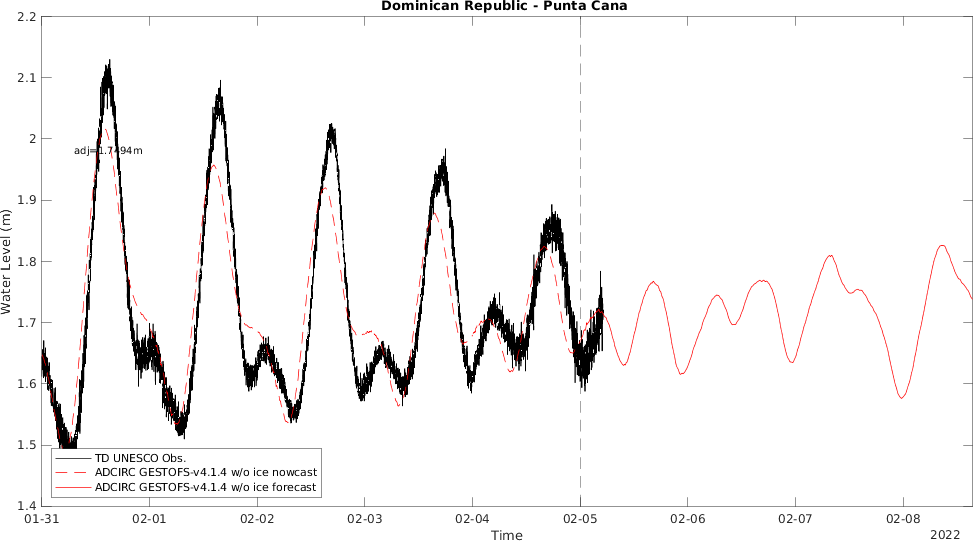 Dominican Republic - Punta Cana
2.2
2.1
2
1.9
1.8
1.7
1.6
1.5
1.4
Water Level (m)
adj=1.7494m
TD UNESCO Obs.
ADCIRC GESTOFS-v4.1.4 w/o ice nowcast
ADCIRC GESTOFS-v4.1.4 w/o ice forecast
01-31 02-01 02-02 02-03 02-04 02-05 02-06 02-07 02-08
Time
2022